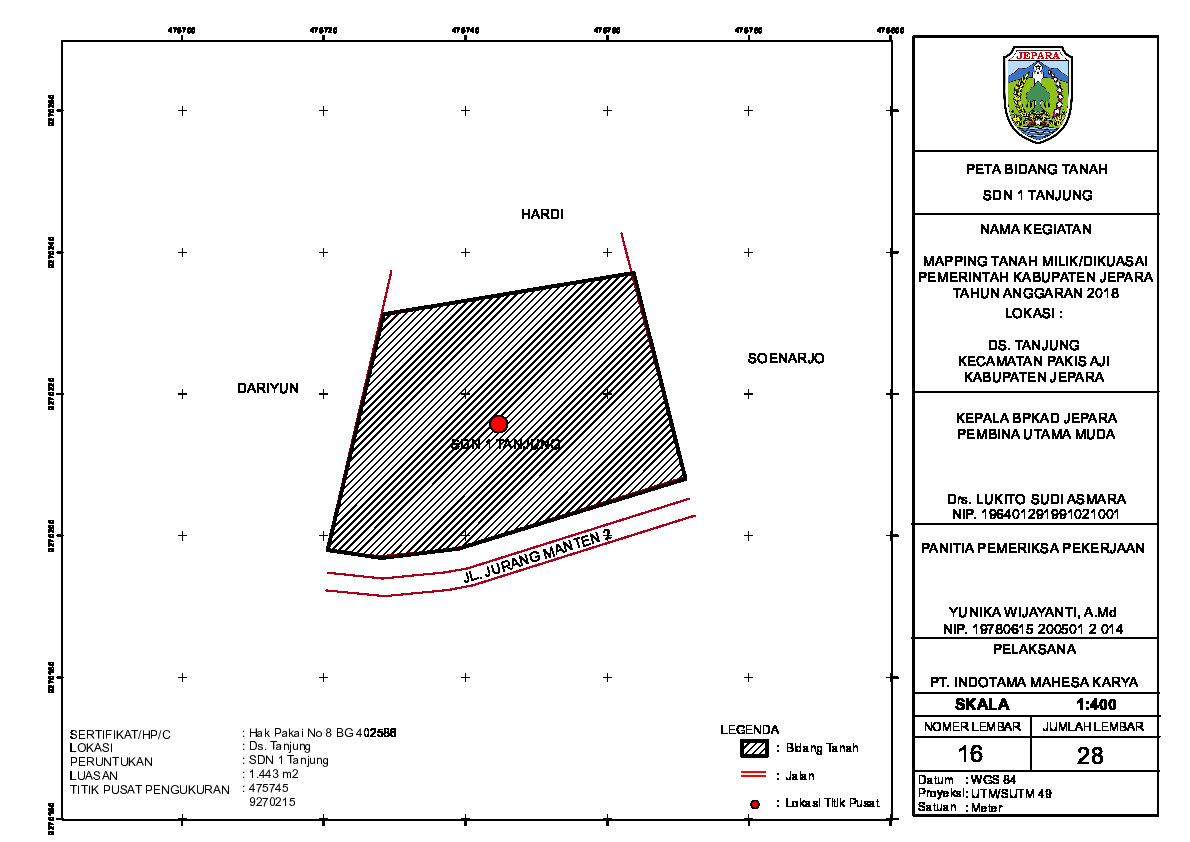 475700 475720 475740 475760 475780 475800
9270260
9270240
9270220
9270200
9270180
9270160
HARDI
SOENARJO
DARIYUN
SDN 1 TANJUNG
JL. JURANG MANTEN
SERTIFIKAT/HP/C : Hak Pakai No 8 BG
LOKASI : Ds. Tanjung
PERUNTUKAN : SDN 1 Tanjung
LUASAN : 1.443 m2
TITIK PUSAT PENGUKURAN : 475745
9270215
LEGENDA
: Bidang Tanah
: Jalan
: Lokasi Titik Pusat
JEPARA
PETA BIDANG TANAH
SDN 1 TANJUNG
NAMA KEGIATAN
MAPPING TANAH MILIK/DIKUASAI
PEMERINTAH KABUPATEN JEPARA
TAHUN ANGGARAN 2018
LOKASI :
DS. TANJUNG
KECAMATAN PAKIS AJI
KABUPATEN JEPARA
KEPALA BPKAD JEPARA
PEMBINA UTAMA MUDA
Drs. LUKITO SUDI ASMARA
NIP. 196401291991021001
PANITIA PEMERIKSA PEKERJAAN
YUNIKA WIJAYANTI, A.Md
NIP. 19780615 200501 2 014
PELAKSANA
PT. INDOTAMA MAHESA KARYA
SKALA 1:400
NOMER LEMBAR JUMLAH LEMBAR
16 28
Datum : WGS 84
Proyeksi : UTM/SUTM 49
Satuan : Meter